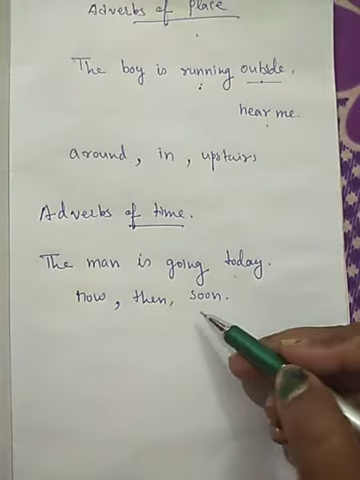 Adverbs of place
The boy is running outside.
near me.
around, in, upstairs
Adverbs of time.
The man is going today.
now, then, soon.